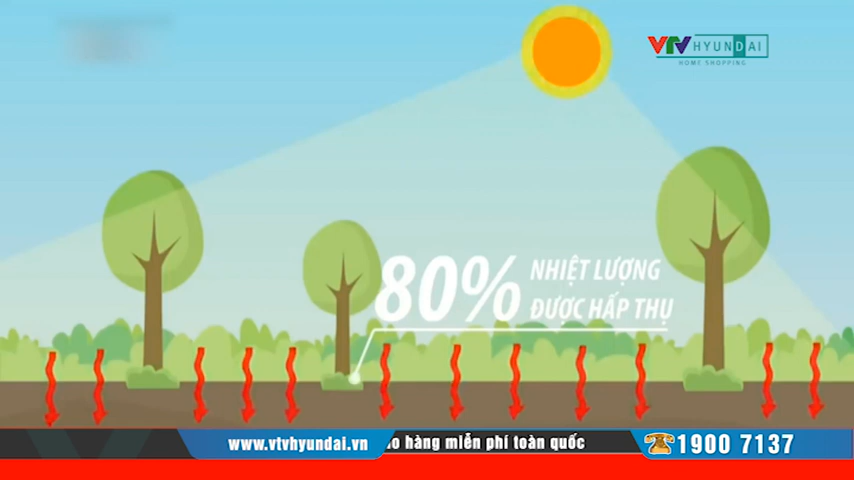 VTV HYUNDAI
HOME SHOPPING
80% NHIỆT LƯỢNG
ĐƯỢC HẤP THỤ
www.vtvhyundai.vn
hàng miễn phí toàn quốc
1900 7137